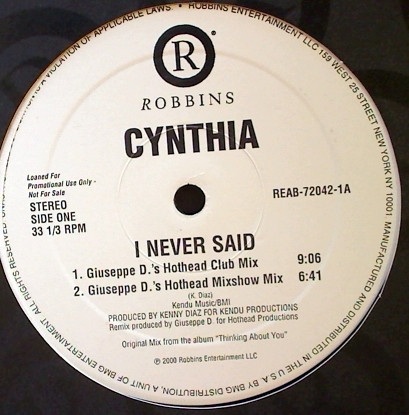 VIOLATION OF APPLICABLE LAWS. • ROBBINS ENTERTAINMENT LLC 159 WEST 25 STREET NEW YORK NY 10001. MANUFACTURED AND DISTRIBUTED IN THE U.S.A. BY BMG DISTRIBUTION, A UNIT OF BMG ENTERTAINMENT. ALL RIGHTS RESERVED.
R
ROBBINS
CYNTHIA
Loaned For
Promotional Use Only -
Not For Sale
STEREO
SIDE ONE
33 1/3 RPM
REAB-72042-1A
I NEVER SAID
1. Giuseppe D.'s Hothead Club Mix 9:06
2. Giuseppe D.'s Hothead Mixshow Mix 6:41
(K. Diaz)
Kendu Music/BMI
PRODUCED BY KENNY DIAZ FOR KENDU PRODUCTIONS
Remix produced by Giuseppe D. for Hothead Productions
Original Mix from the album "Thinking About You"
℗ © 2000 Robbins Entertainment LLC